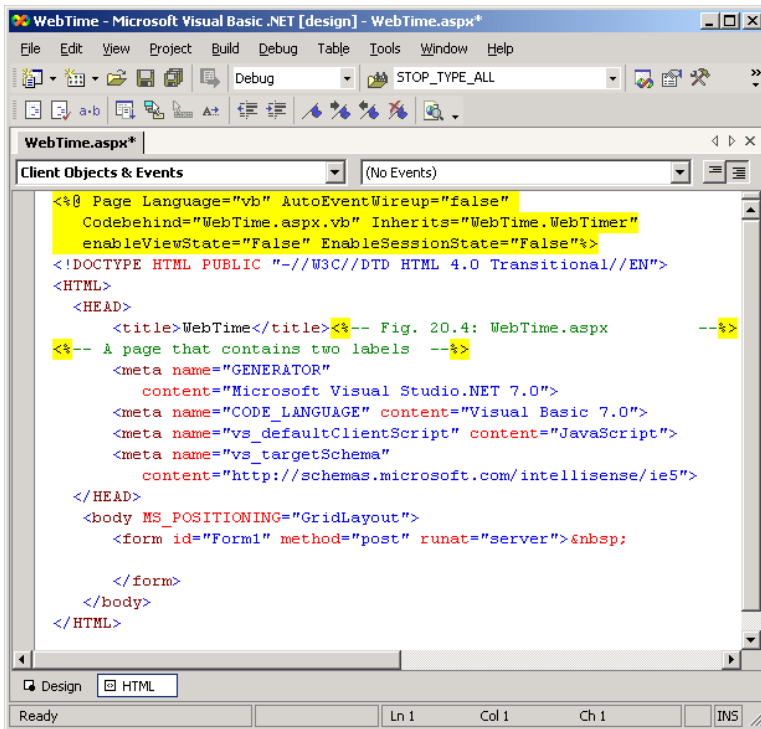 WebTime - Microsoft Visual Basic .NET [design] - WebTime.aspx*
File Edit View Project Build Debug Table Tools Window Help
Debug STOP_TYPE_ALL
WebTime.aspx*
Client Objects & Events (No Events)
<%@ Page Language="vb" AutoEventWireup="false"
Codebehind="WebTime.aspx.vb" Inherits="WebTime.WebTimer"
enableViewState="False" EnableSessionState="False"%>
<!DOCTYPE HTML PUBLIC "-//W3C//DTD HTML 4.0 Transitional//EN">
<HTML>
<HEAD>
<title>WebTime</title><%-- Fig. 20.4: WebTime.aspx --%>
<%-- A page that contains two labels --%>
<meta name="GENERATOR"
content="Microsoft Visual Studio.NET 7.0">
<meta name="CODE_LANGUAGE" content="Visual Basic 7.0">
<meta name="vs_defaultClientScript" content="JavaScript">
<meta name="vs_targetSchema"
content="http://schemas.microsoft.com/intellisense/ie5">
</HEAD>
<body MS_POSITIONING="GridLayout">
<form id="Form1" method="post" runat="server">&nbsp;
</form>
</body>
</HTML>
Design HTML
Ready Ln 1 Col 1 Ch 1 INS